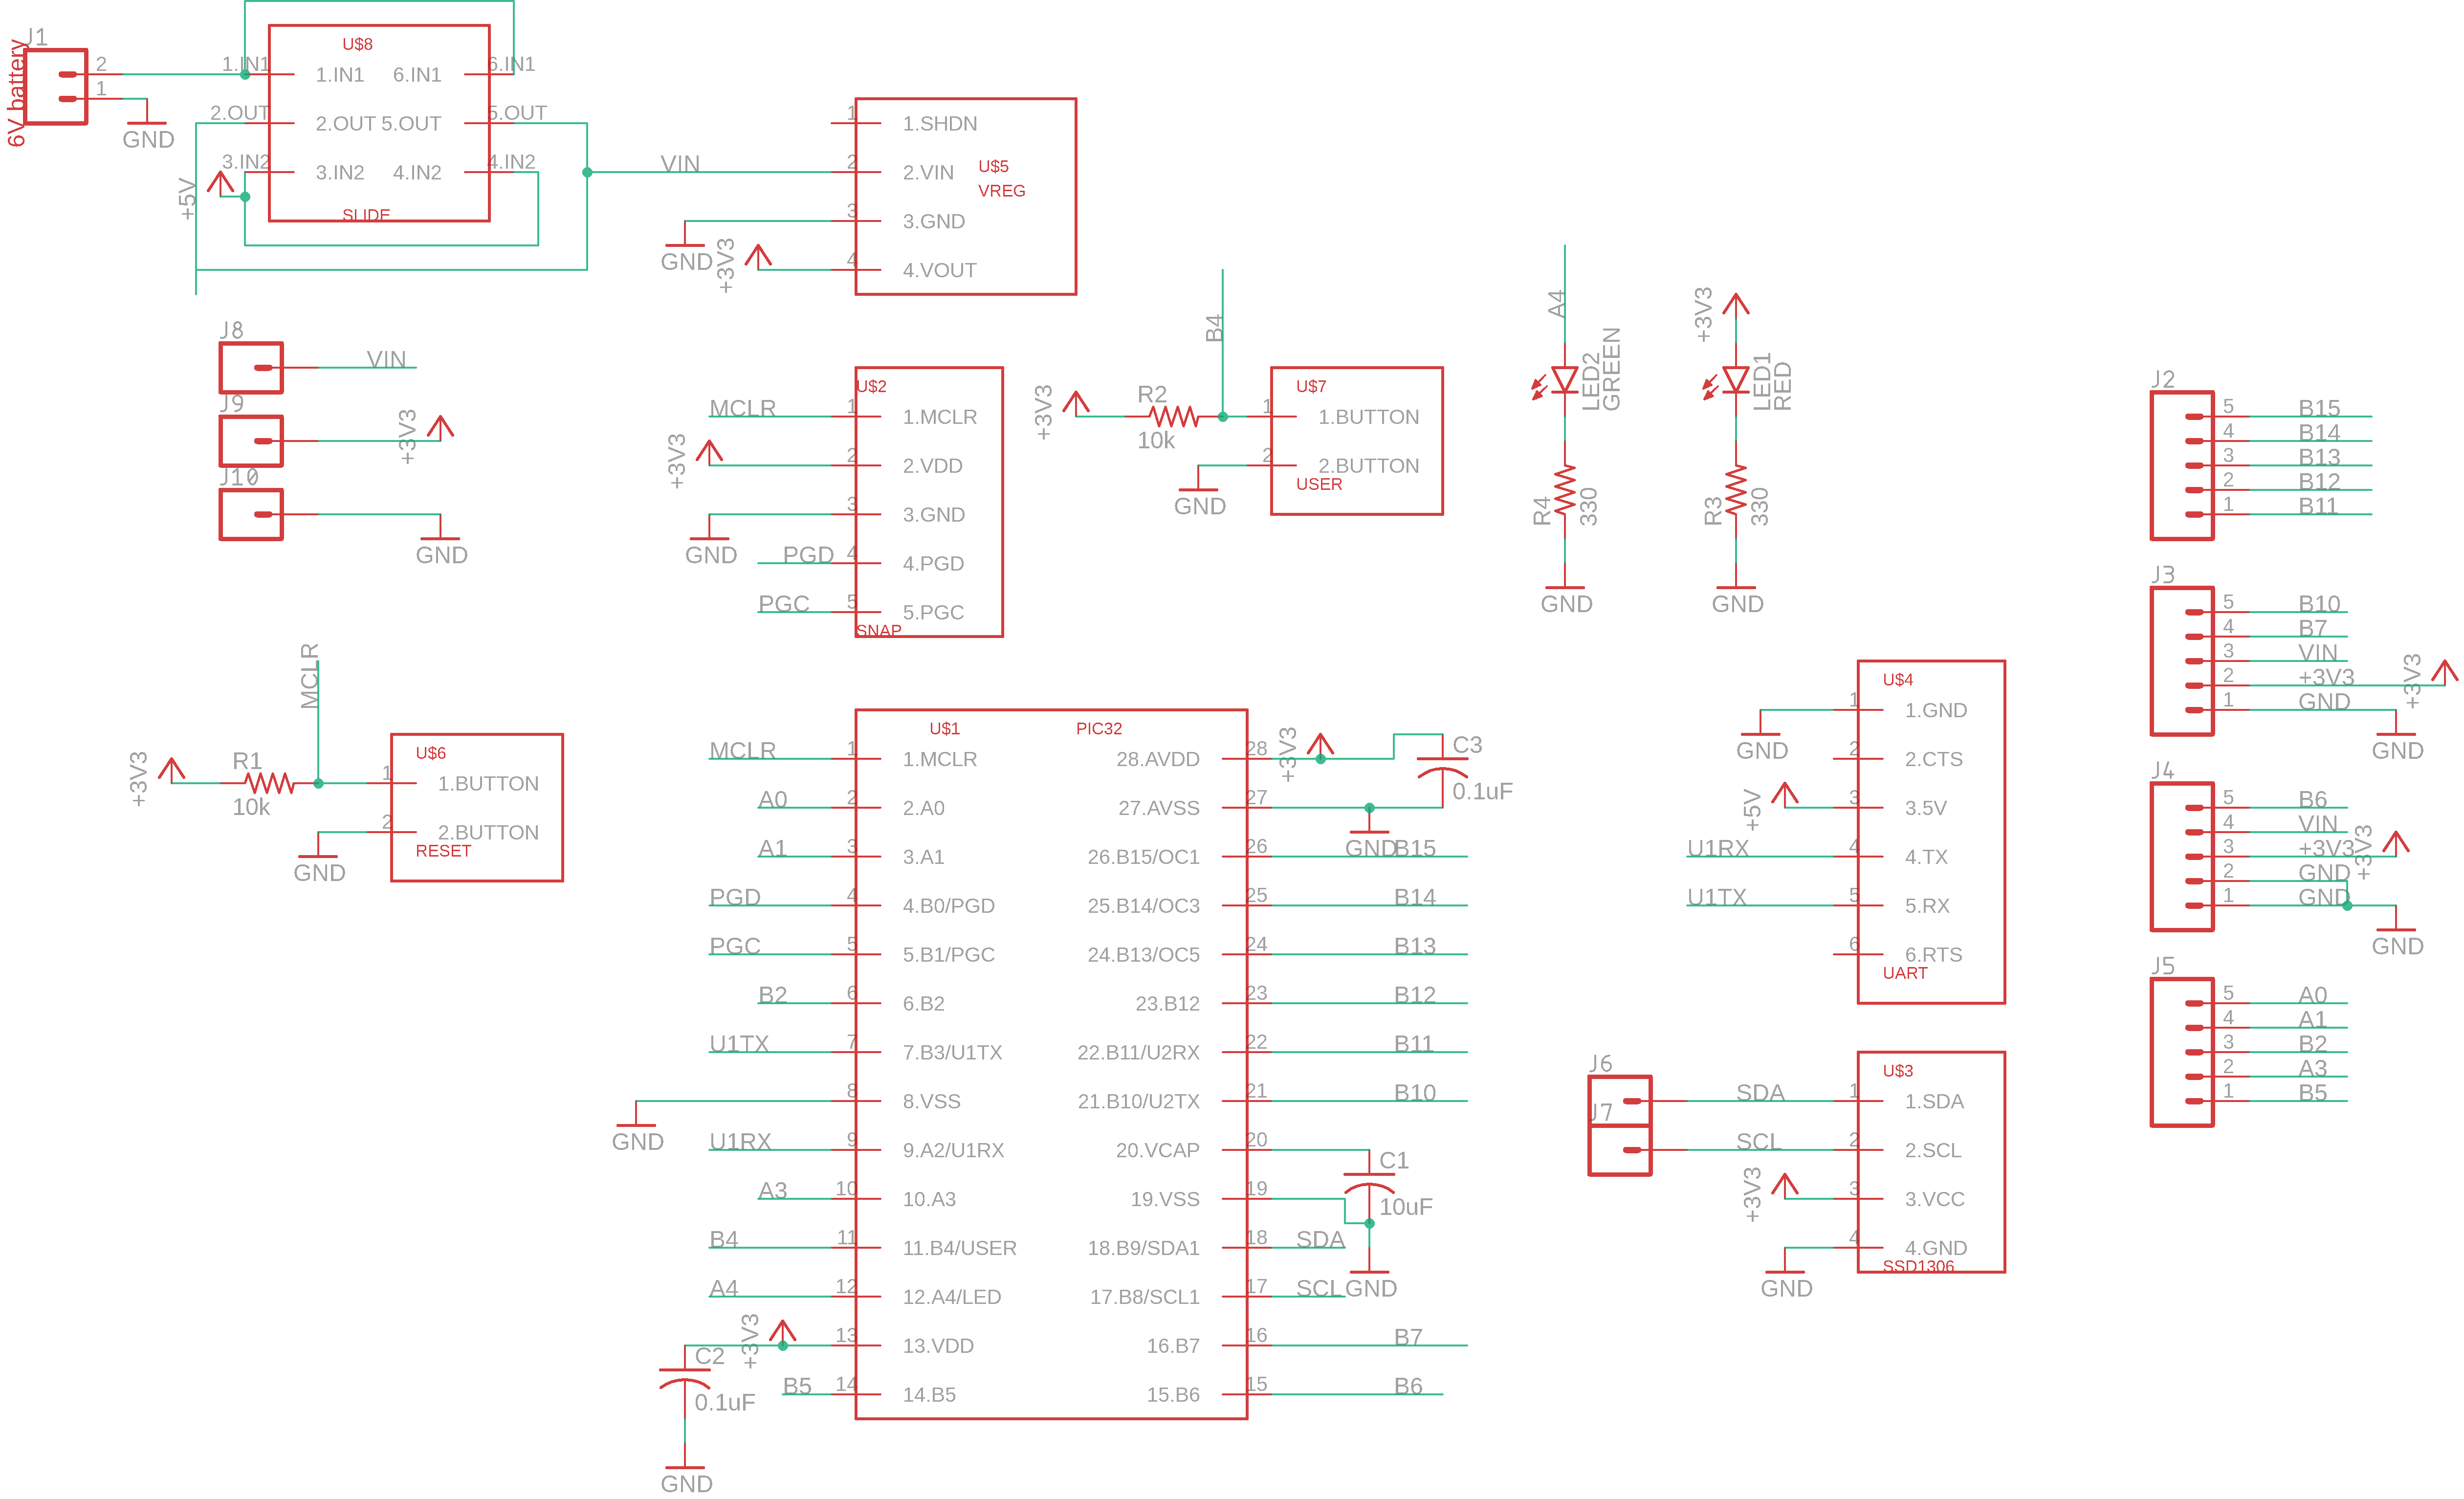 J1
6V battery
2
1
GND
U$8
1.IN1
1.IN1
6.IN1
6.IN1
2.OUT
2.OUT
5.OUT
5.OUT
3.IN2
3.IN2
4.IN2
4.IN2
+5V
SLIDE
VIN
1
1.SHDN
2
2.VIN
U$5
VREG
3
3.GND
GND
+3V3
4
4.VOUT
J8
VIN
J9
+3V3
J10
GND
U$2
MCLR
1
1.MCLR
+3V3
2
2.VDD
3
3.GND
GND
PGD
4
4.PGD
PGC
5
5.PGC
SNAP
B4
+3V3
R2
10k
U$7
1
1.BUTTON
2
2.BUTTON
USER
GND
A4
LED2
GREEN
R4
330
GND
+3V3
LED1
RED
R3
330
GND
J2
5
B15
4
B14
3
B13
2
B12
1
B11
J3
5
B10
4
B7
3
VIN
2
+3V3
+3V3
1
GND
GND
J4
5
B6
4
VIN
3
+3V3
+3V3
2
GND
1
GND
GND
J5
5
A0
4
A1
3
B2
2
A3
1
B5
MCLR
+3V3
R1
10k
U$6
1
1.BUTTON
2
2.BUTTON
RESET
GND
U$1
PIC32
MCLR
1
1.MCLR
A0
2
2.A0
A1
3
3.A1
PGD
4
4.B0/PGD
PGC
5
5.B1/PGC
B2
6
6.B2
U1TX
7
7.B3/U1TX
8
8.VSS
GND
U1RX
9
9.A2/U1RX
A3
10
10.A3
B4
11
11.B4/USER
A4
12
12.A4/LED
+3V3
13
13.VDD
C2
0.1uF
GND
B5
14
14.B5
28.AVDD
28
+3V3
C3
0.1uF
27.AVSS
27
GND
26.B15/OC1
26
B15
25.B14/OC3
25
B14
24.B13/OC5
24
B13
23.B12
23
B12
22.B11/U2RX
22
B11
21.B10/U2TX
21
B10
20.VCAP
20
C1
10uF
19.VSS
19
18.B9/SDA1
18
SDA
17.B8/SCL1
17
SCL
GND
16.B7
16
B7
15.B6
15
B6
U$4
1
1.GND
GND
2
2.CTS
+5V
3
3.5V
U1RX
4
4.TX
U1TX
5
5.RX
6
6.RTS
UART
J6
J7
U$3
SDA
1
1.SDA
SCL
2
2.SCL
+3V3
3
3.VCC
4
4.GND
GND
SSD1306